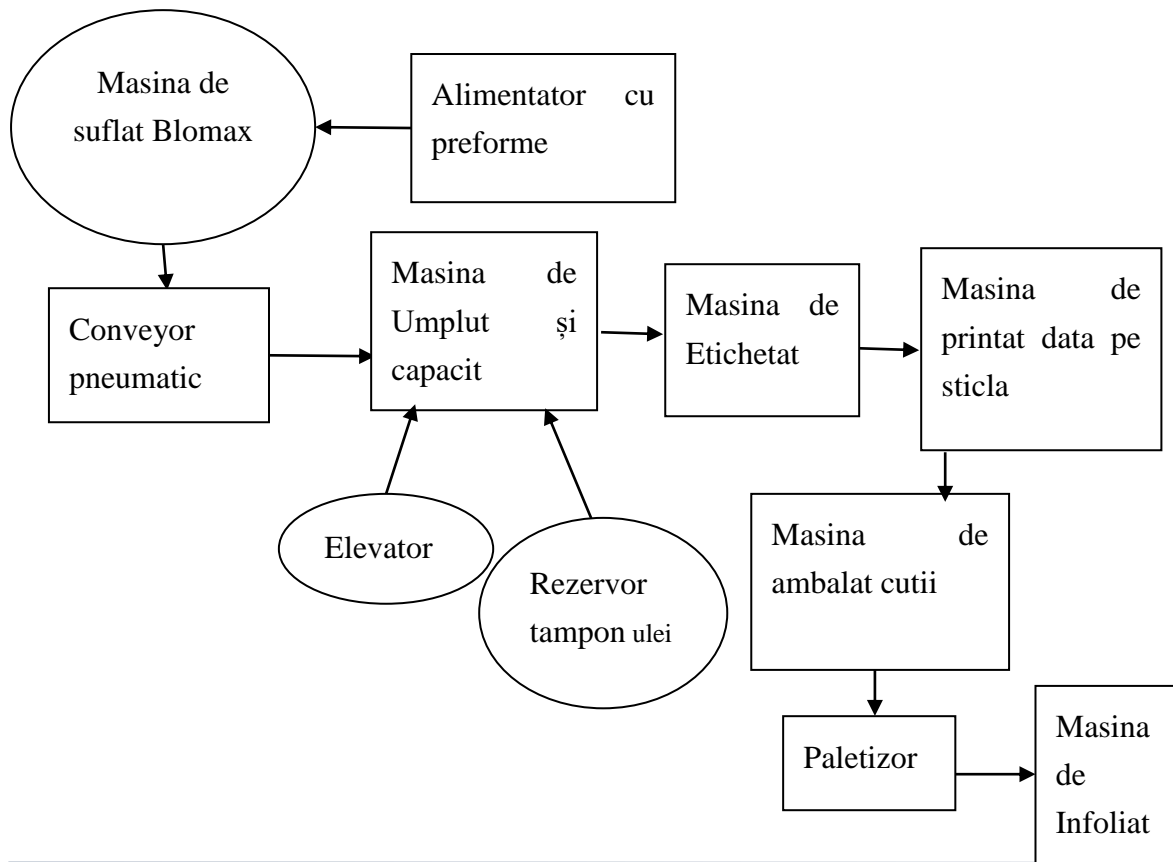 Masina de
suflat Blomax
Alimentator cu
preforme
Conveyor
pneumatic
Masina de
Umplut și
capacit
Masina de
Etichetat
Masina de
printat data pe
sticla
Elevator
Rezervor
tampon ulei
Masina de
ambalat cutii
Paletizor
Masina
de
Infoliat